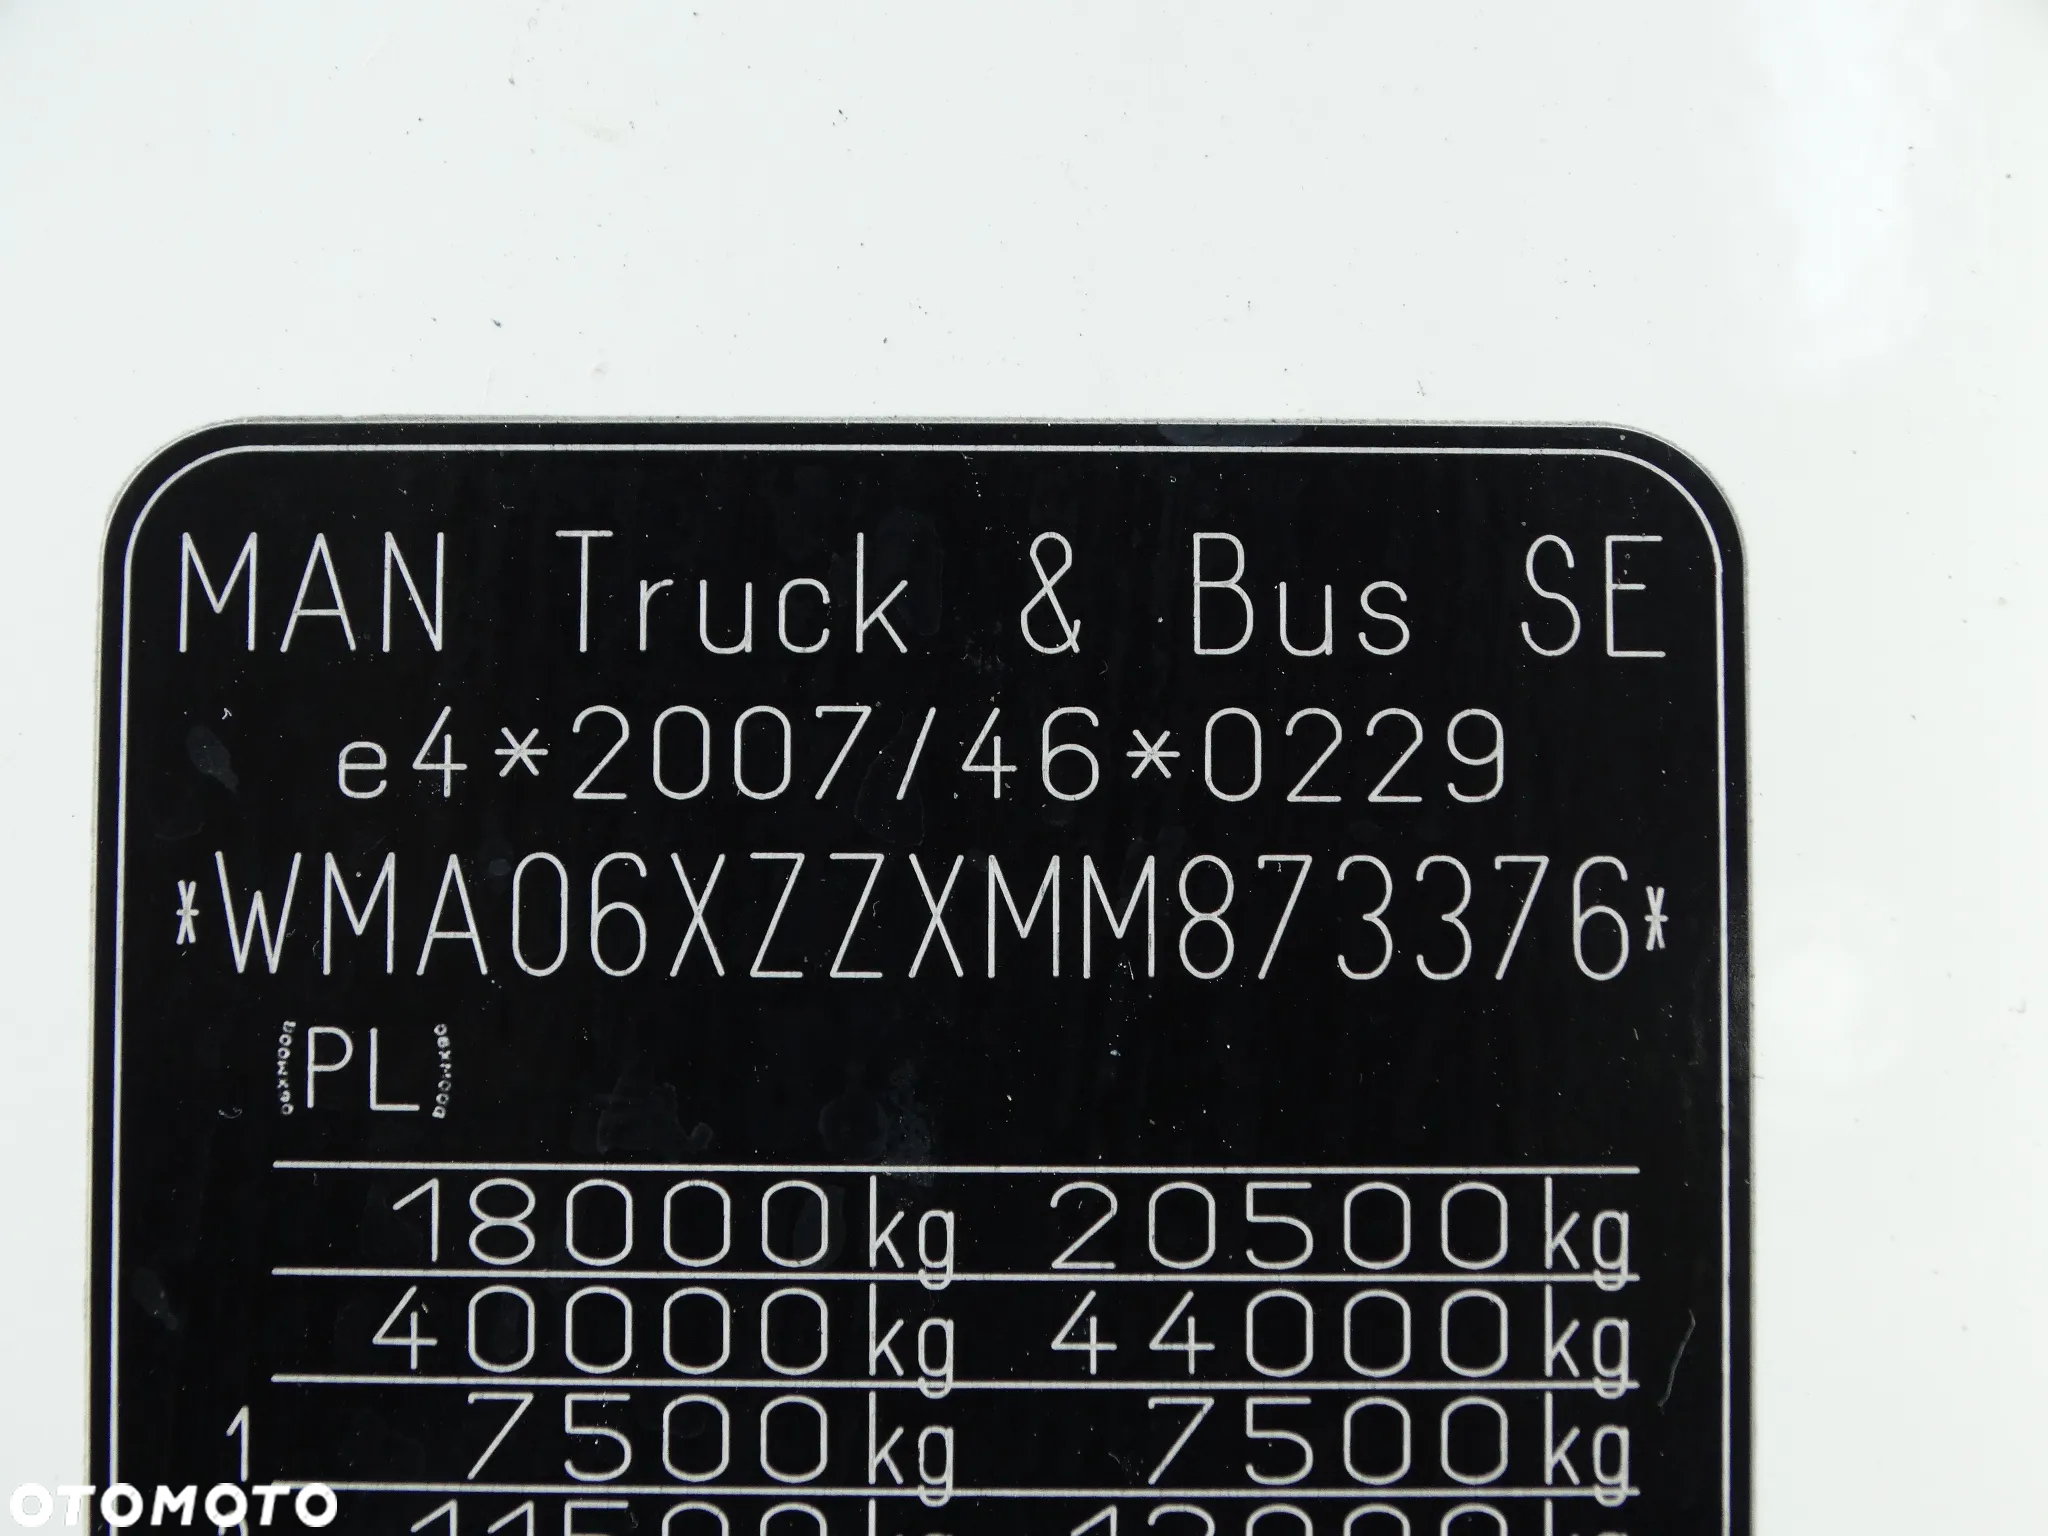 MAN Truck & Bus SE
e4*2007/46*0229
*WMA06XZZXMM873376*
PL
18000kg 20500kg
40000kg 44000kg
1 7500kg 7500kg
OTOMOTO